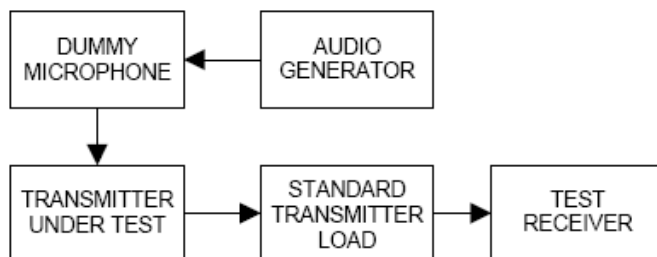 DUMMY
MICROPHONE
AUDIO
GENERATOR
TRANSMITTER
UNDER TEST
STANDARD
TRANSMITTER
LOAD
TEST
RECEIVER